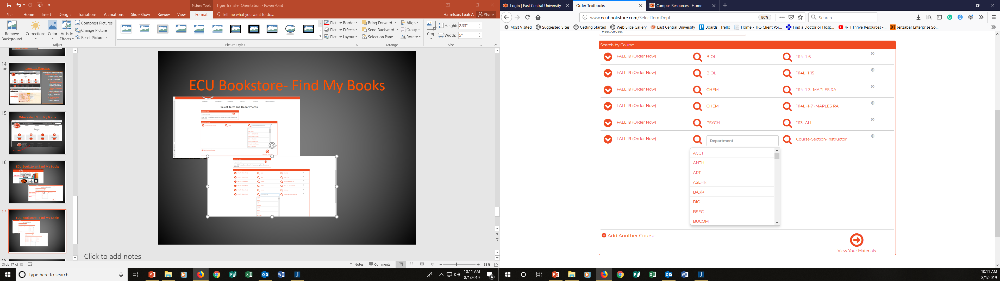 Picture Tools
Tiger Transfer Orientation - PowerPoint
File Home Insert Design Transitions Animations Slide Show Review View Format Tell me what you want to do...
Harrelson, Leah A Share
Remove Background
Corrections
Color
Artistic Effects
Compress Pictures
Change Picture
Reset Picture
Adjust
Picture Styles
Picture Border
Picture Effects
Picture Layout
Bring Forward
Send Backward
Selection Pane
Align
Group
Rotate
Arrange
Crop
Height: 2.33"
Width: 5"
Size
14
Campus Map Key
15
Where do I Find My Books
Login
16
ECU Bookstore- Find My Books
PRICE MATCH
17
ECU Bookstore- Find My Books
18
ECU Bookstore- Find My Books
Select Term and Departments
Click to add notes
Slide 17 of 18
Notes Comments
83%
Type here to search
10:11 AM
8/1/2019
4
Login | East Central University
Order Textbooks
Campus Resources | Home
www.ecubookstore.com/SelectTermDept
80%
Search
Most Visited Suggested Sites Getting Started Web Slice Gallery East Central University Boards | Trello Home - TRS Client Por... Find a Doctor or Hosp... 4-H Thrive Resources -... Jenzabar Enterprise So...
Resources.
Search by Course
FALL 19 (Order Now) BIOL 1114 -1-6 -
FALL 19 (Order Now) BIOL 1114L -1-15 -
FALL 19 (Order Now) CHEM 1114 -1-3 -MAPLES RA
FALL 19 (Order Now) CHEM 1114L -1-7 -MAPLES RA
FALL 19 (Order Now) PSYCH 1113 -ALL -
FALL 19 (Order Now) Department Course-Section-Instructor
ACCT
ANTH
ART
ASLHR
B/C/P
BIOL
BSEC
BUCOM
Add Another Course
View Your Materials
10:11 AM
8/1/2019